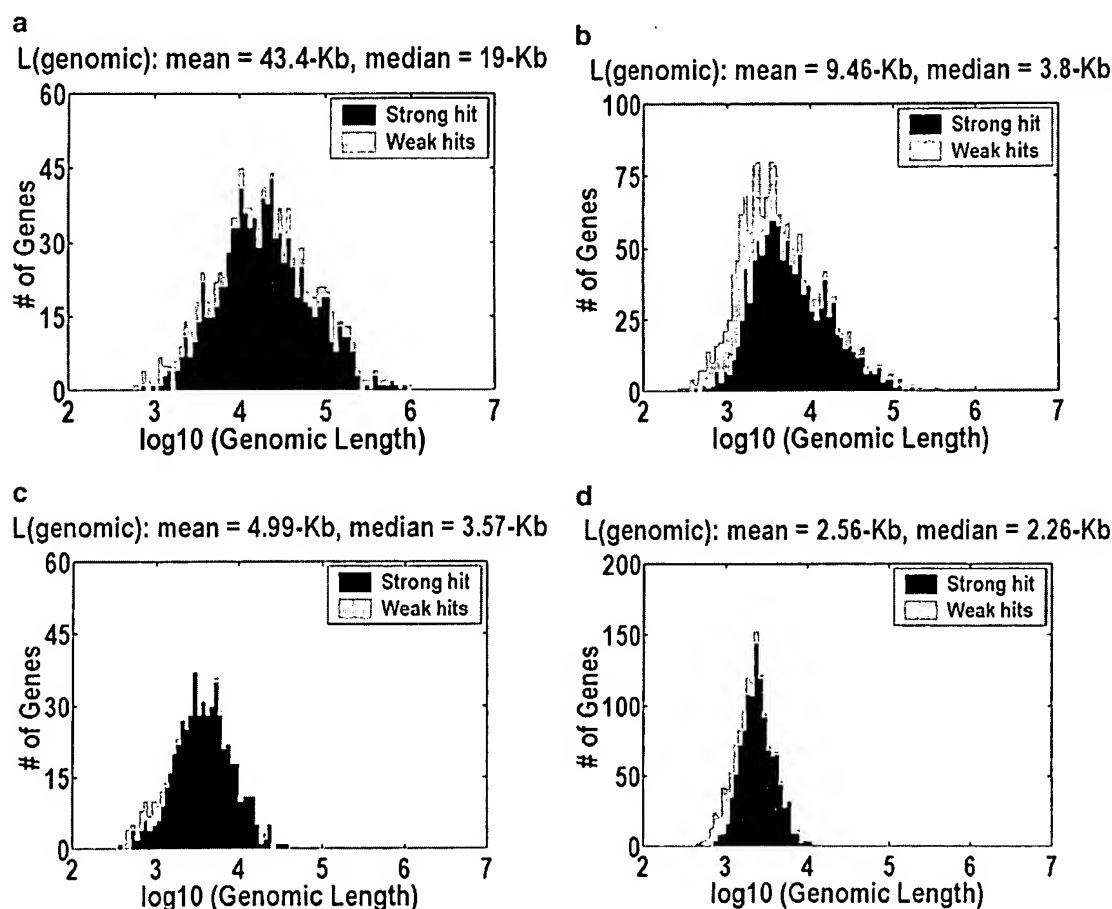 a
L(genomic): mean = 43.4-Kb, median = 19-Kb
60
45
30
15
0
# of Genes
Strong hit
Weak hits
2 3 4 5 6 7
log10 (Genomic Length)
b
L(genomic): mean = 9.46-Kb, median = 3.8-Kb
100
75
50
25
0
# of Genes
Strong hit
Weak hits
2 3 4 5 6 7
log10 (Genomic Length)
c
L(genomic): mean = 4.99-Kb, median = 3.57-Kb
60
45
30
15
0
# of Genes
Strong hit
Weak hits
2 3 4 5 6 7
log10 (Genomic Length)
d
L(genomic): mean = 2.56-Kb, median = 2.26-Kb
200
150
100
50
0
# of Genes
Strong hit
Weak hits
2 3 4 5 6 7
log10 (Genomic Length)